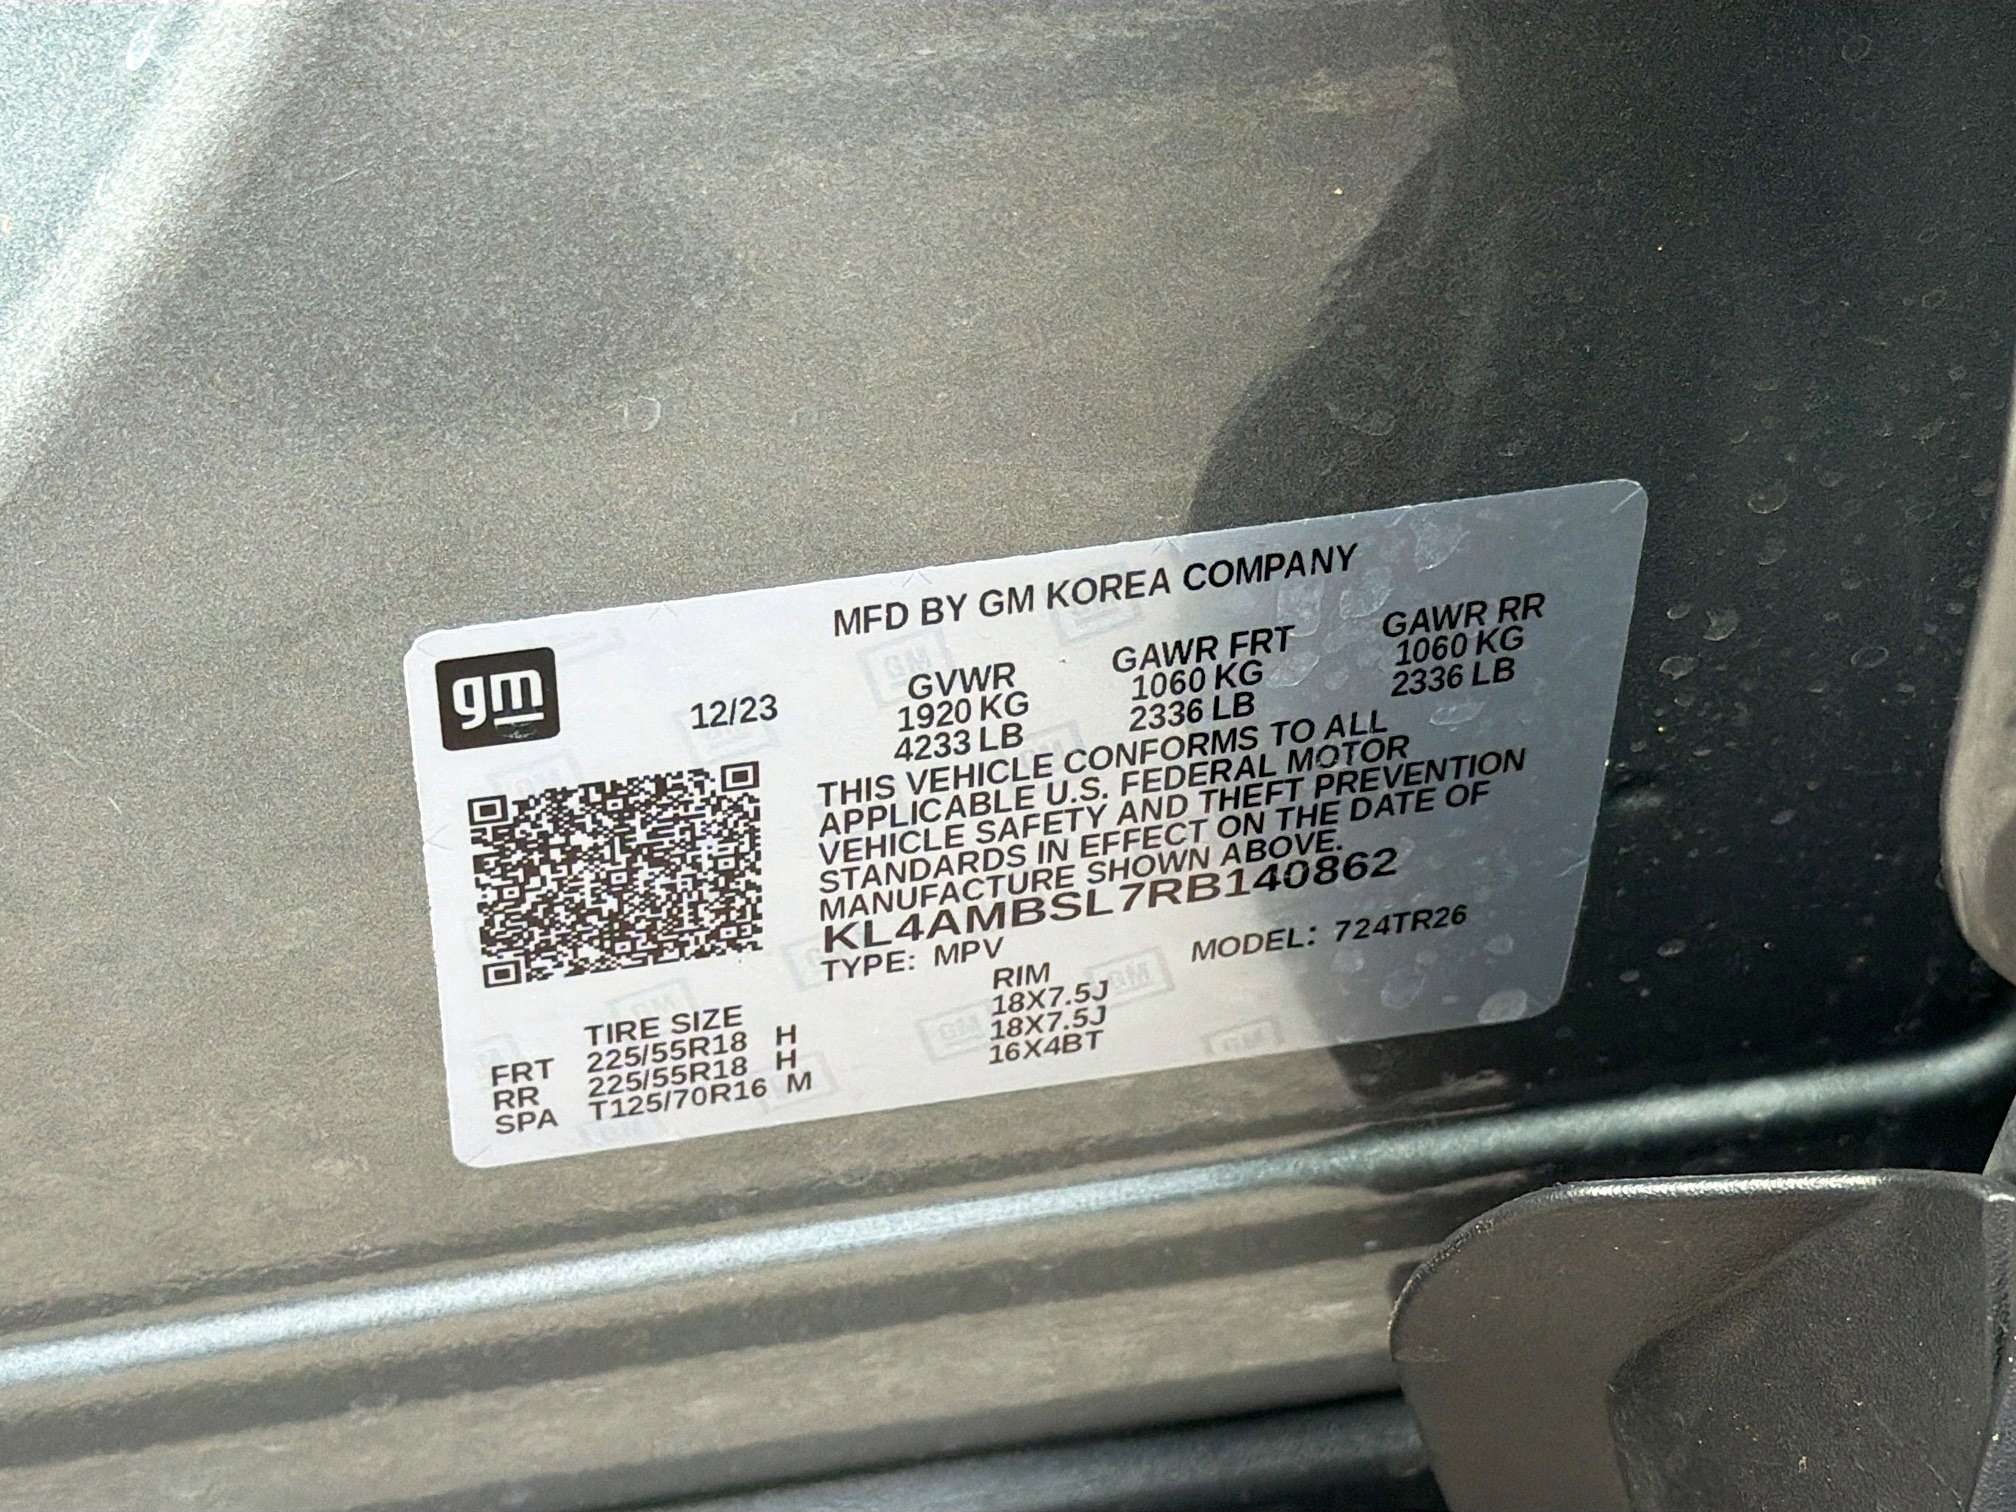 MFD BY GM KOREA COMPANY
gm
12/23
GVWR GAWR FRT GAWR RR
1920 KG 1060 KG 1060 KG
4233 LB 2336 LB 2336 LB
THIS VEHICLE CONFORMS TO ALL
APPLICABLE U.S. FEDERAL MOTOR
VEHICLE SAFETY AND THEFT PREVENTION
STANDARDS IN EFFECT ON THE DATE OF
MANUFACTURE SHOWN ABOVE.
KL4AMBSL7RB140862
TYPE: MPV MODEL: 724TR26
TIRE SIZE RIM
FRT 225/55R18 H 18X7.5J
RR 225/55R18 H 18X7.5J
SPA T125/70R16 M 16X4BT